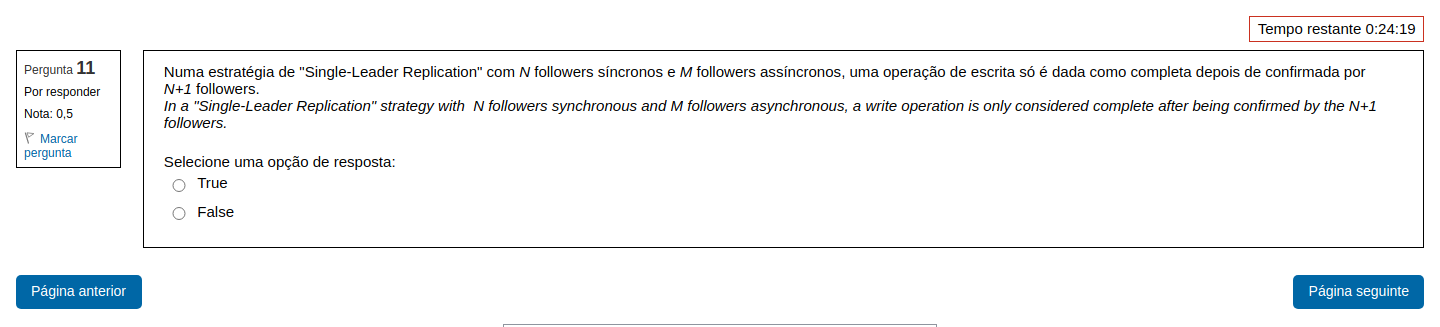 Tempo restante 0:24:19
Pergunta 11
Por responder
Nota: 0,5
Marcar
pergunta
Numa estratégia de "Single-Leader Replication" com N followers síncronos e M followers assíncronos, uma operação de escrita só é dada como completa depois de confirmada por
N+1 followers.
In a "Single-Leader Replication" strategy with  N followers synchronous and M followers asynchronous, a write operation is only considered complete after being confirmed by the N+1
followers.
Selecione uma opção de resposta:
True
False
Página anterior
Página seguinte